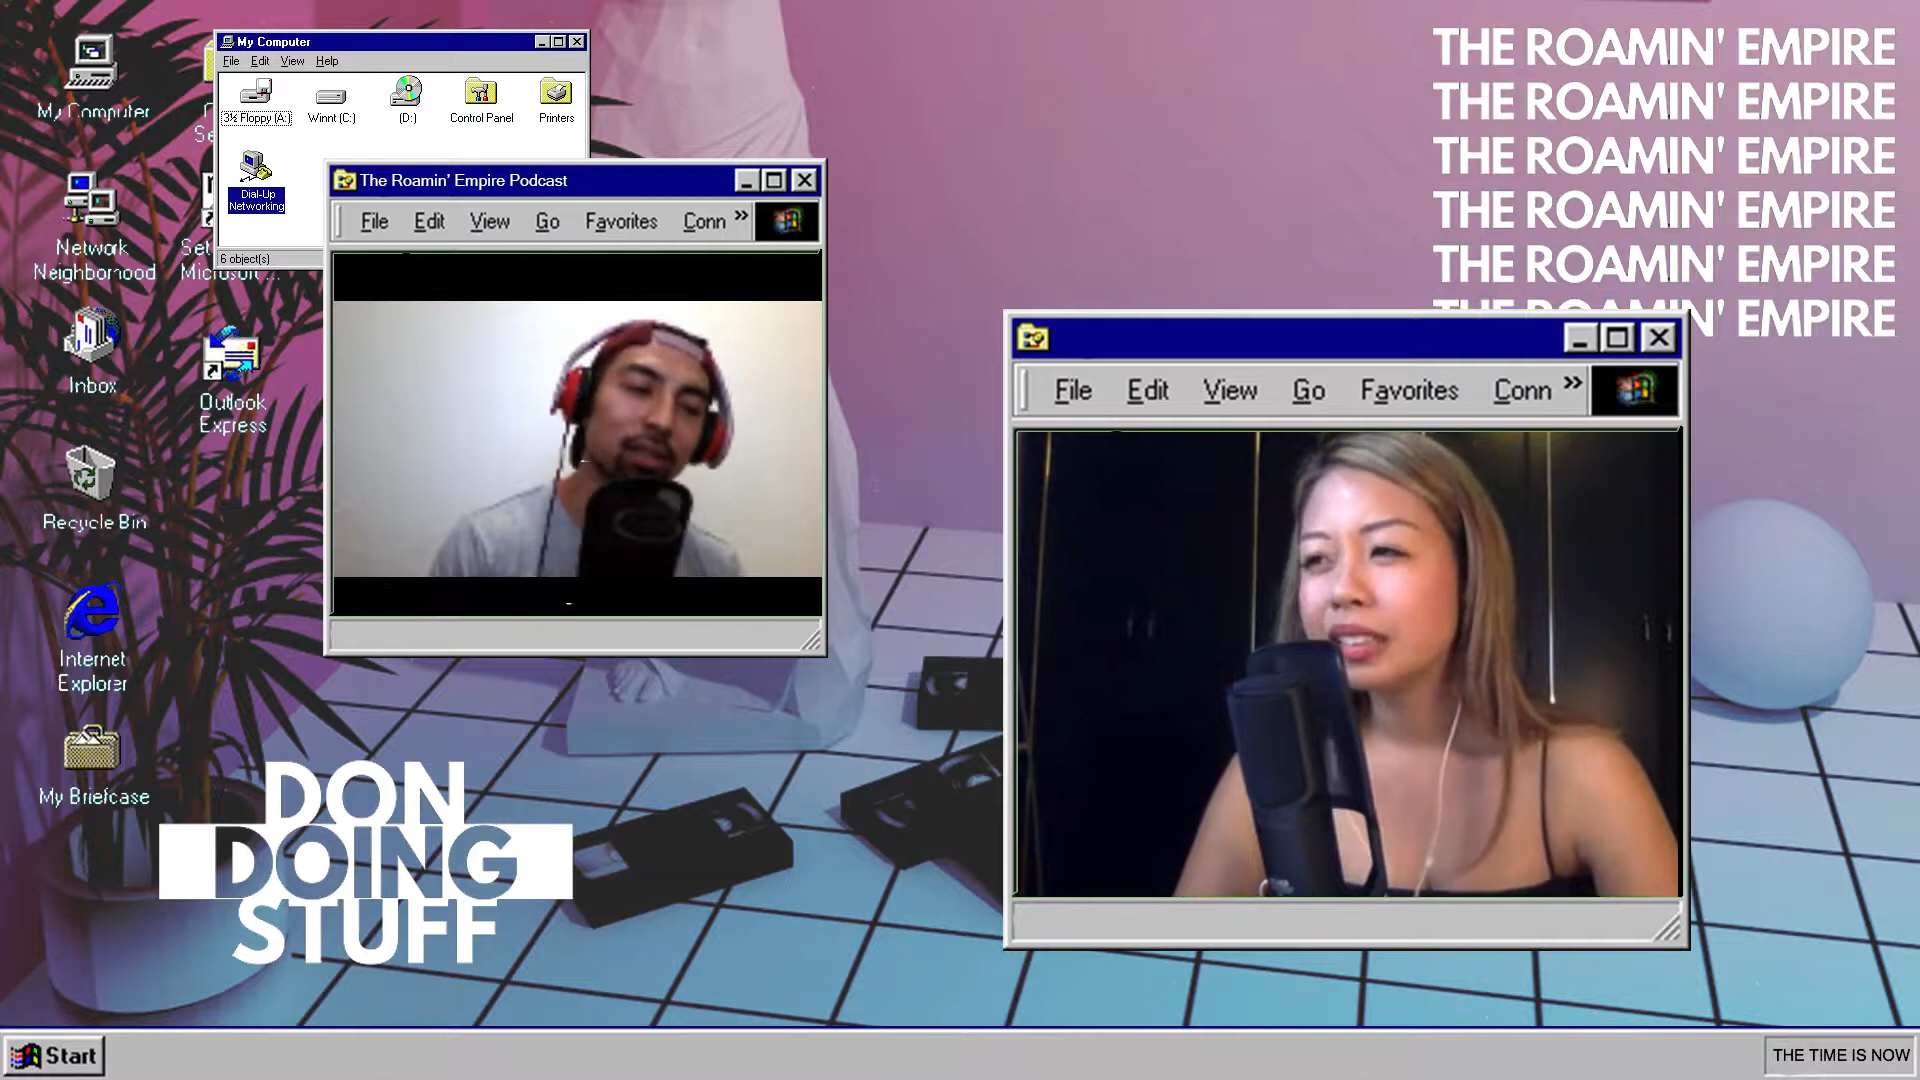 My Computer
File Edit View Help
3½ Floppy (A:)
Winnt (C:)
(D:)
Control Panel
Printers
Dial-Up
Networking
6 object(s)
My Computer
Network
Neighborhood
Inbox
Recycle Bin
Internet
Explorer
My Briefcase
Outlook
Express
The Roamin' Empire Podcast
File Edit View Go Favorites Conn »
File Edit View Go Favorites Conn »
THE ROAMIN' EMPIRE
THE ROAMIN' EMPIRE
THE ROAMIN' EMPIRE
THE ROAMIN' EMPIRE
THE ROAMIN' EMPIRE
THE ROAMIN' EMPIRE
DON
DOING
STUFF
Start
THE TIME IS NOW